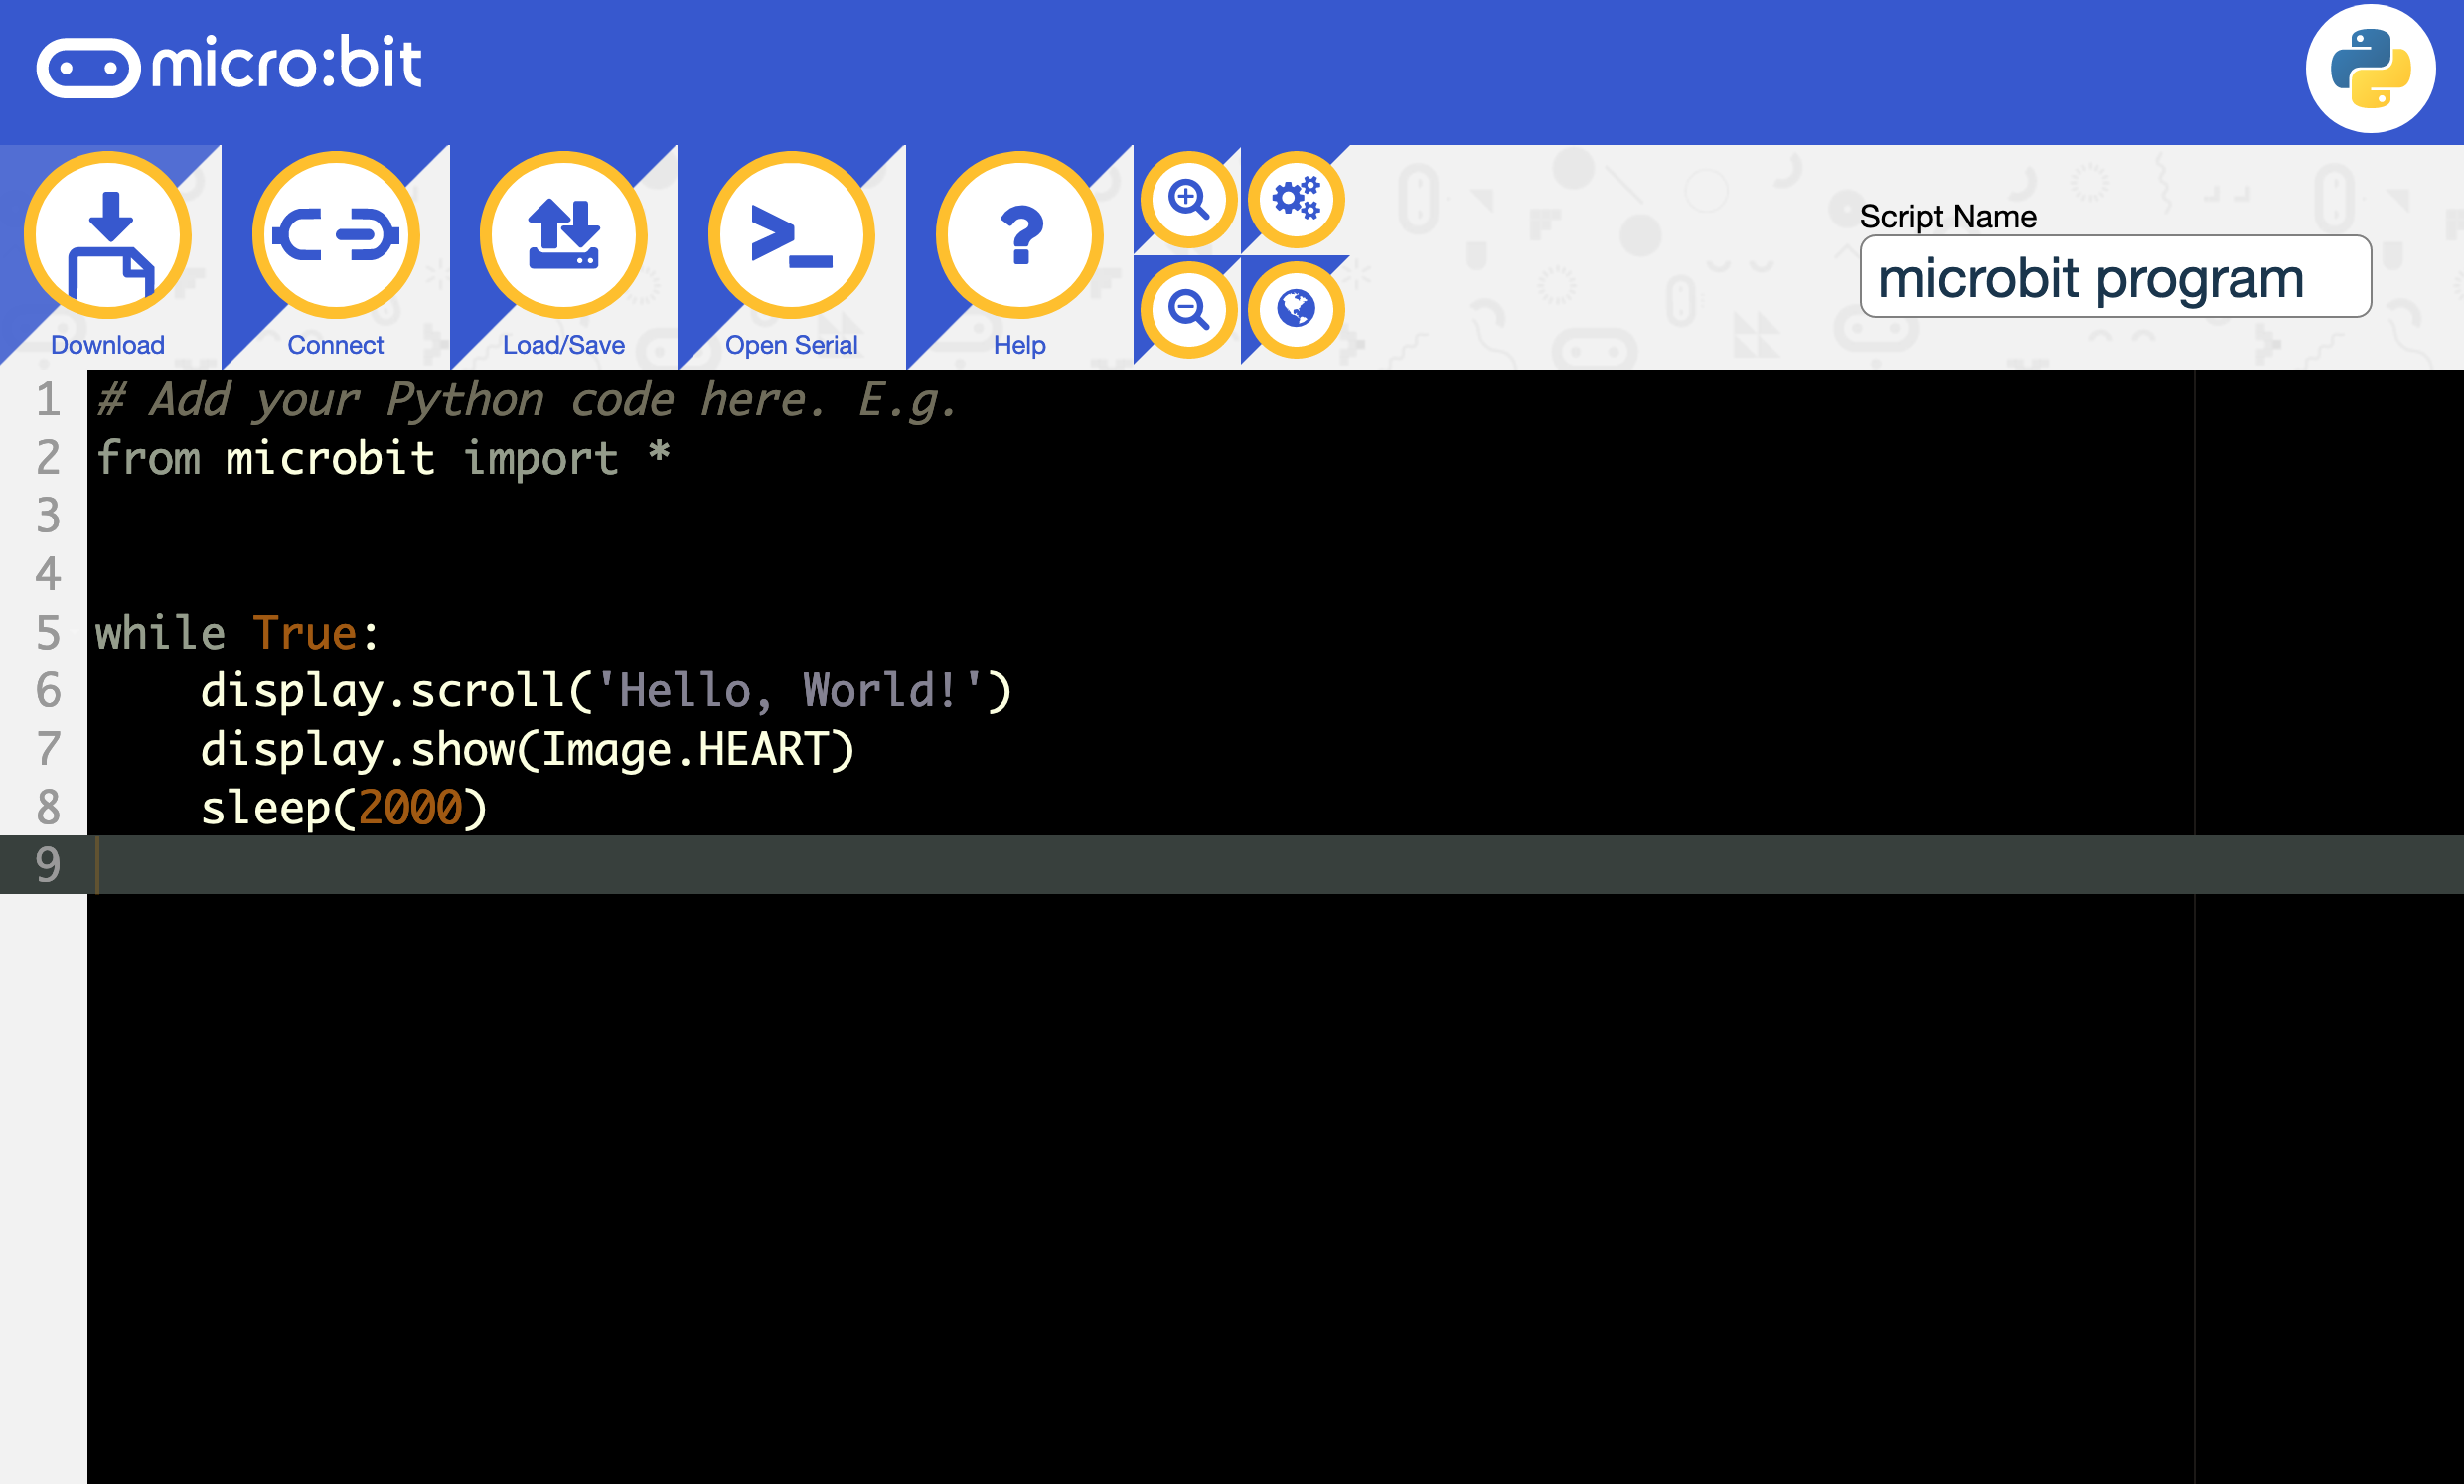 micro:bit
Download
Connect
Load/Save
>_
Open Serial
?
Help
Script Name
microbit program
1 # Add your Python code here. E.g.
2 from microbit import *
3
4
5 while True:
6     display.scroll('Hello, World!')
7     display.show(Image.HEART)
8     sleep(2000)
9